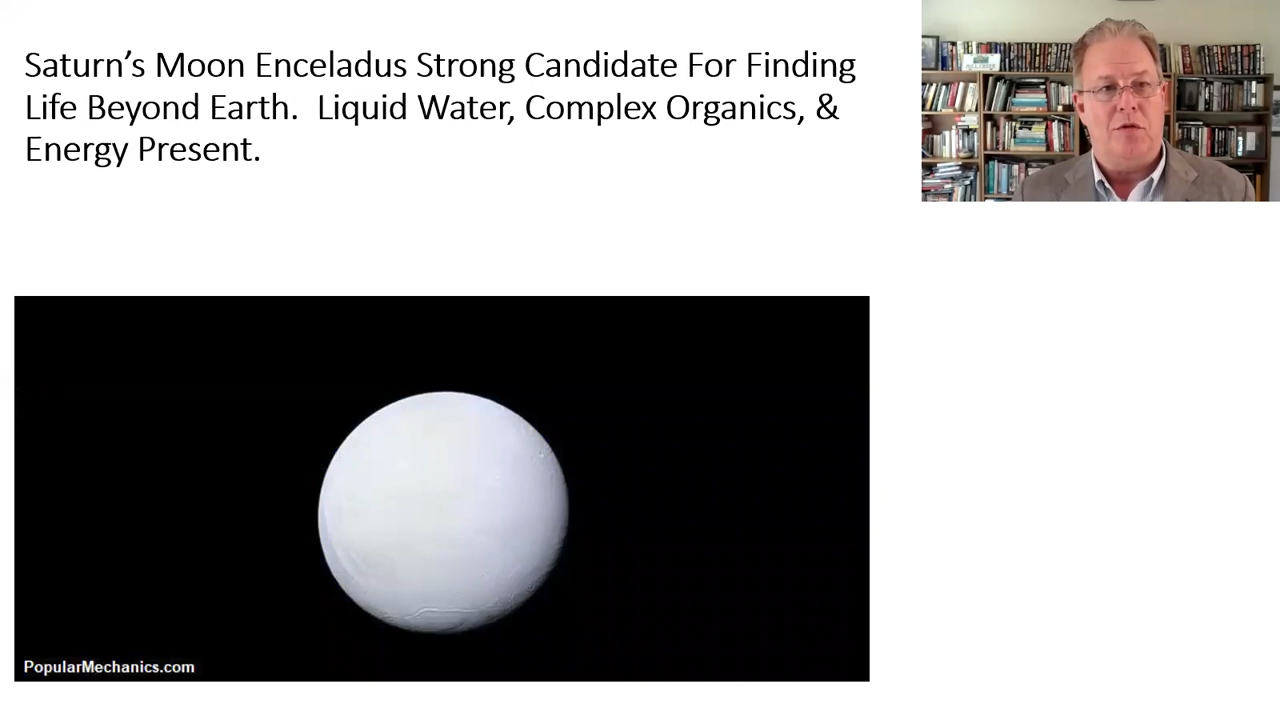 Saturn’s Moon Enceladus Strong Candidate For Finding
Life Beyond Earth.  Liquid Water, Complex Organics, &
Energy Present.
PopularMechanics.com